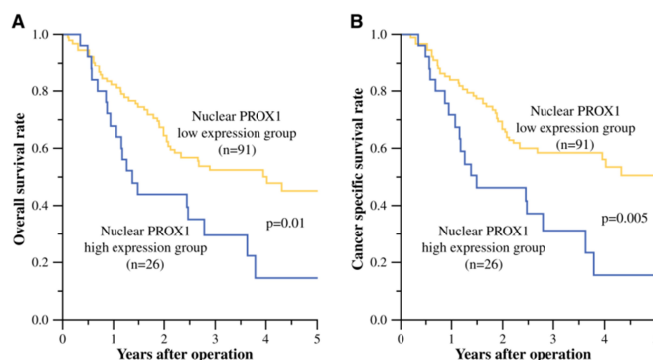 A
Overall survival rate
1.0
0.8
0.6
0.4
0.2
0.0
Nuclear PROX1
low expression group
(n=91)
p=0.01
Nuclear PROX1
high expression group
(n=26)
0 1 2 3 4 5
Years after operation
B
Cancer specific survival rate
1.0
0.8
0.6
0.4
0.2
0.0
Nuclear PROX1
low expression group
(n=91)
p=0.005
Nuclear PROX1
high expression group
(n=26)
0 1 2 3 4
Years after operation